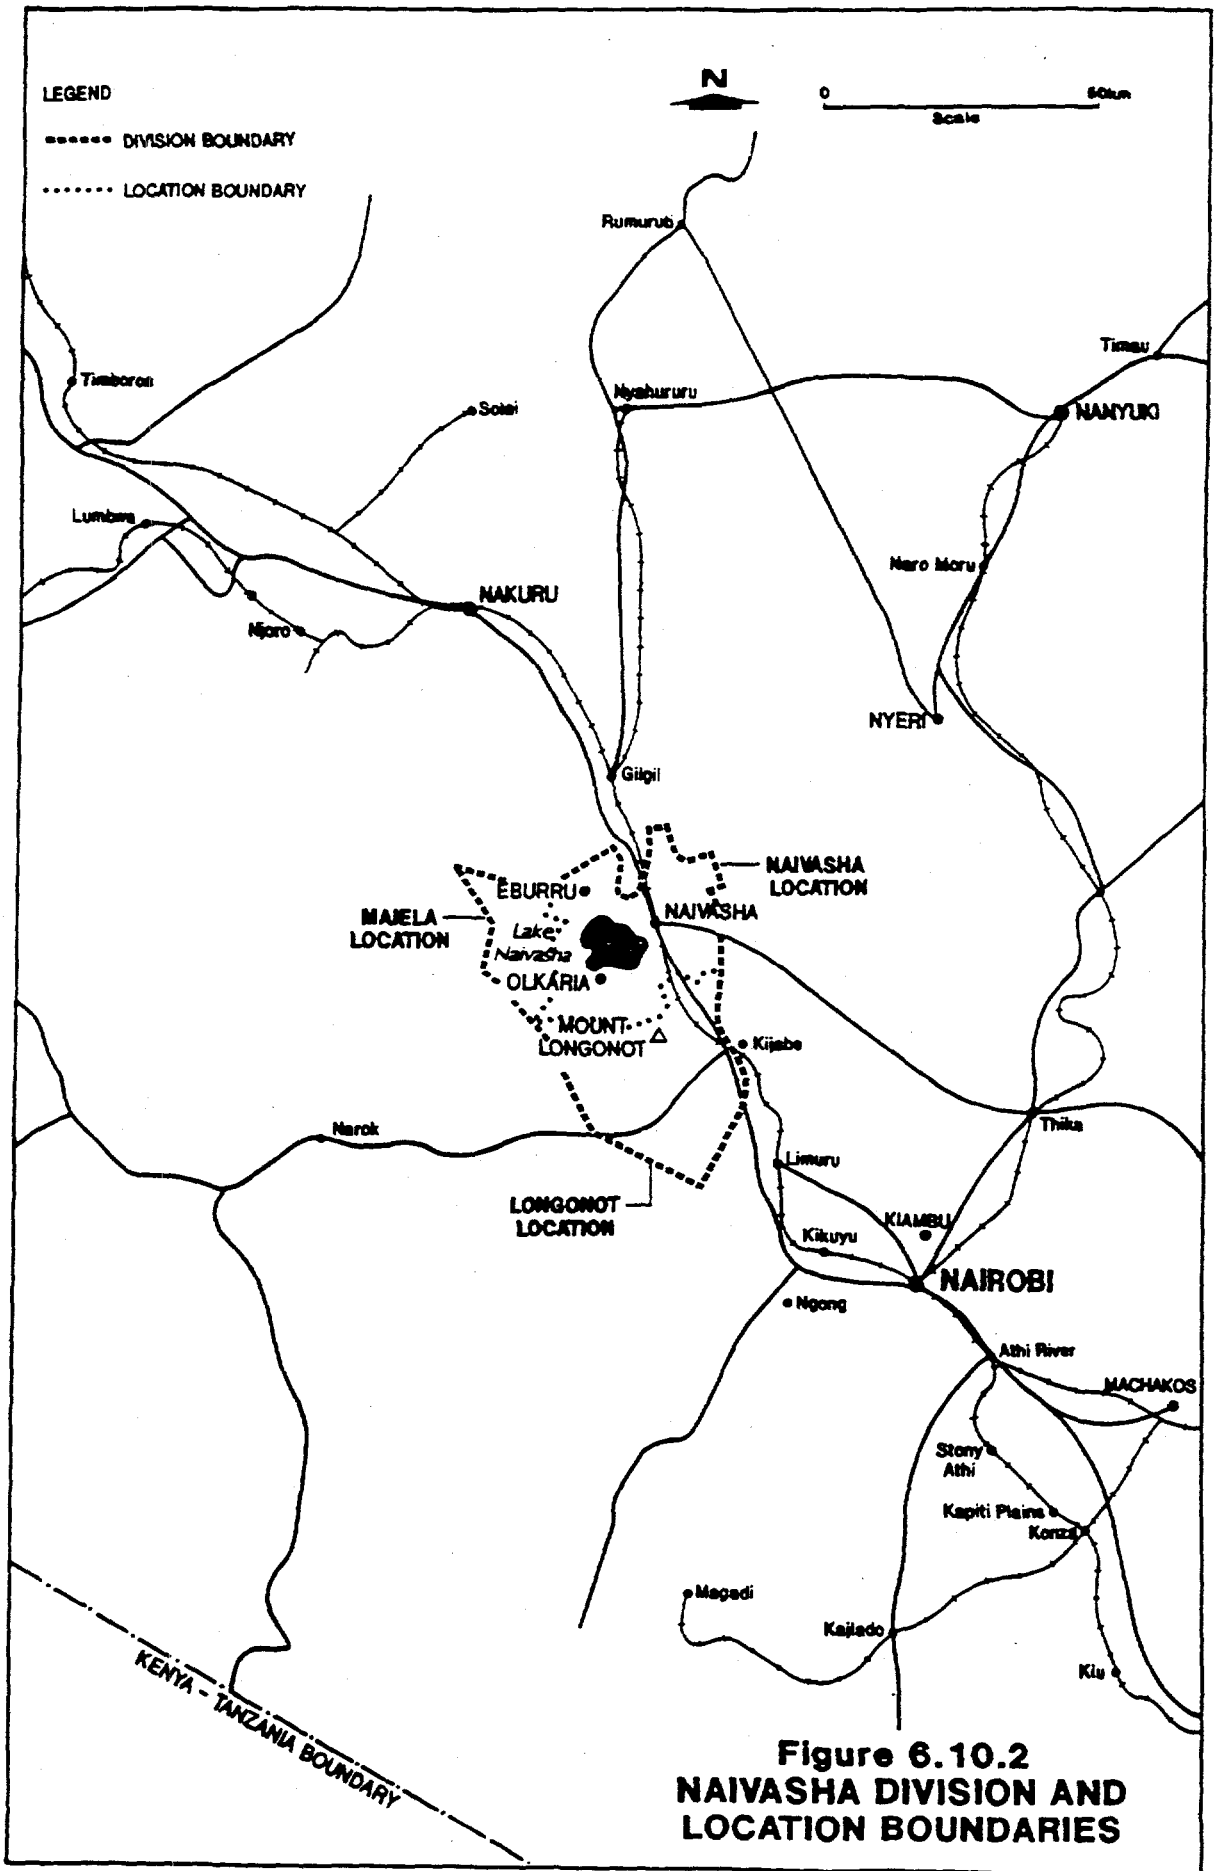 LEGEND
DIVISION BOUNDARY
LOCATION BOUNDARY
N
0 50km
Scale
Rumuruti
Timau
Timboroa
Nyahururu
Solai
NANYUKI
Lumbwa
Naro Moru
NAKURU
Njoro
NYERI
Gilgil
NAIVASHA
LOCATION
EBURRU
MAIELA
LOCATION
NAIVASHA
Lake
Naivasha
OLKARIA
MOUNT
LONGONOT
Kijabe
Thika
Narok
Limuru
LONGONOT
LOCATION
KIAMBU
Kikuyu
NAIROBI
Ngong
Athi River
MACHAKOS
Stony
Athi
Kapiti Plains
Konza
Magadi
Kajiado
Kiu
KENYA - TANZANIA BOUNDARY
Figure 6.10.2
NAIVASHA DIVISION AND
LOCATION BOUNDARIES